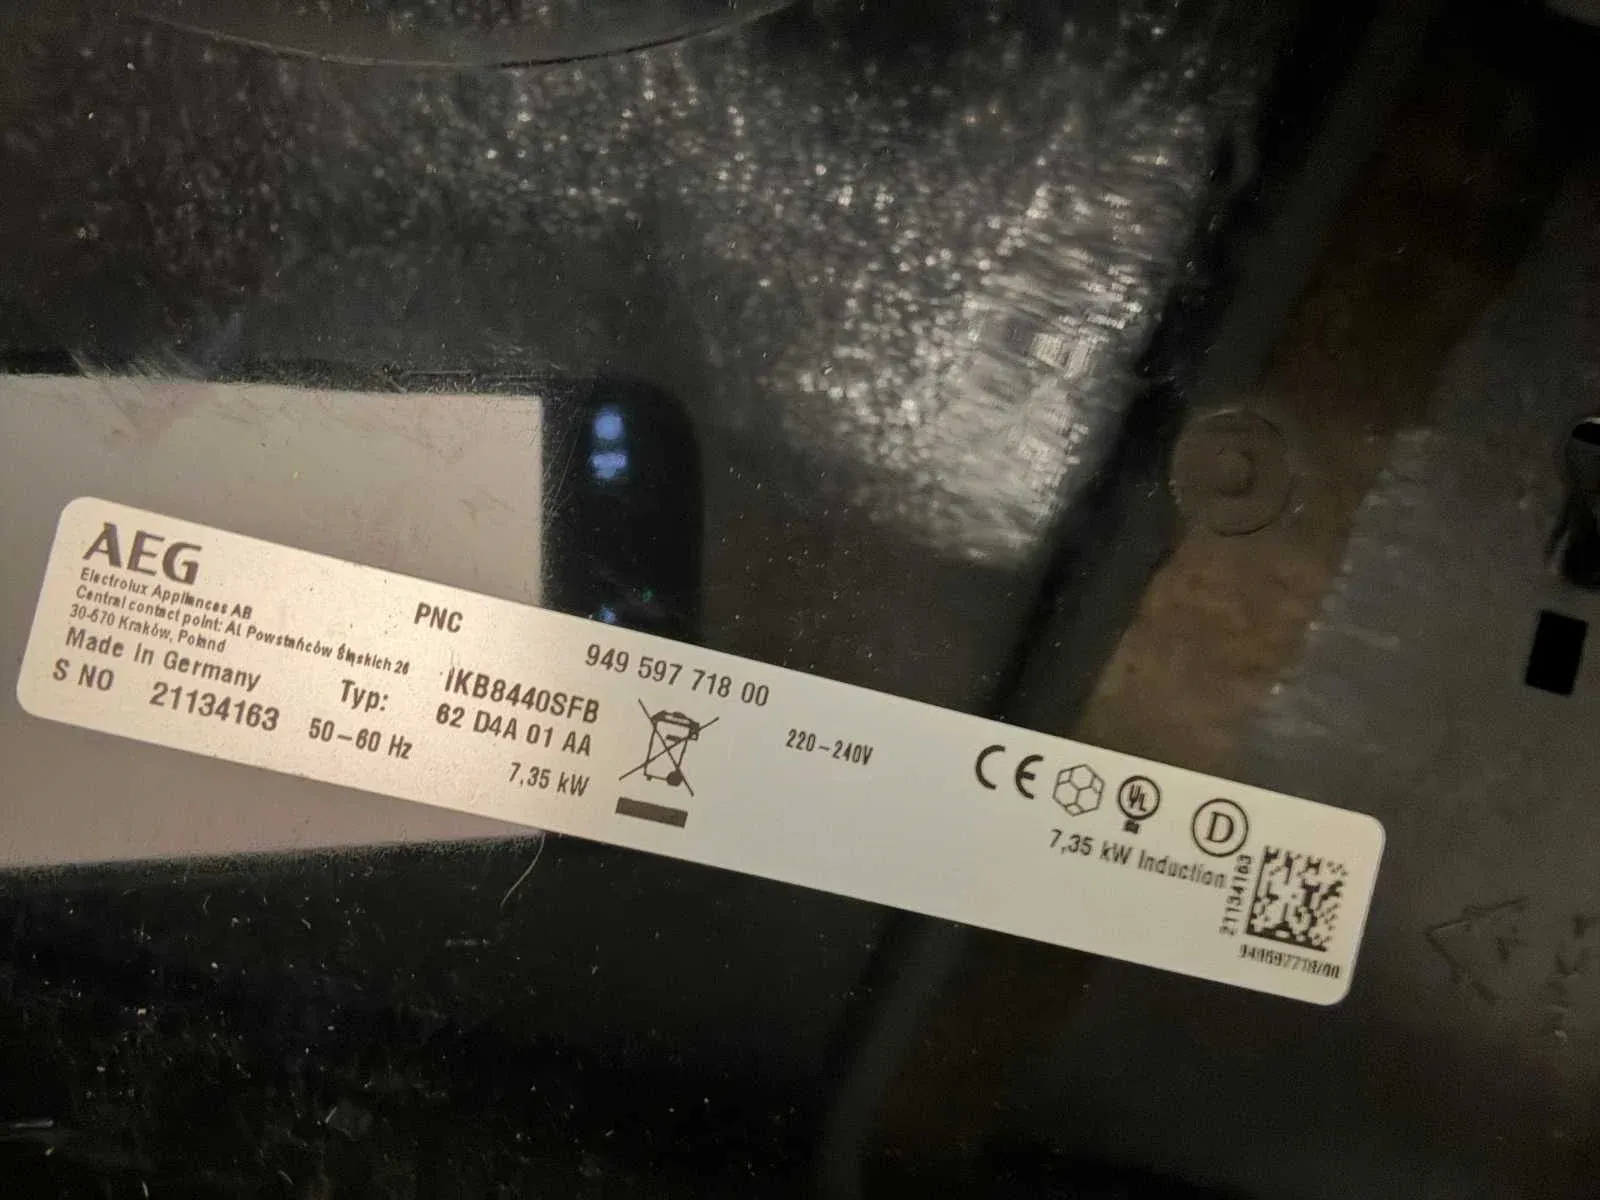 AEG
Electrolux Appliances AB
Central contact point: Al. Powstańców Śląskich 26
30-570 Kraków, Poland
Made in Germany
S NO 21134163
PNC 949 597 718 00
IKB8440SFB
Typ: 62 D4A 01 AA
50-60 Hz 7,35 kW
220-240V
CE
UL
D
7,35 kW Induction
21134163
949597718/00